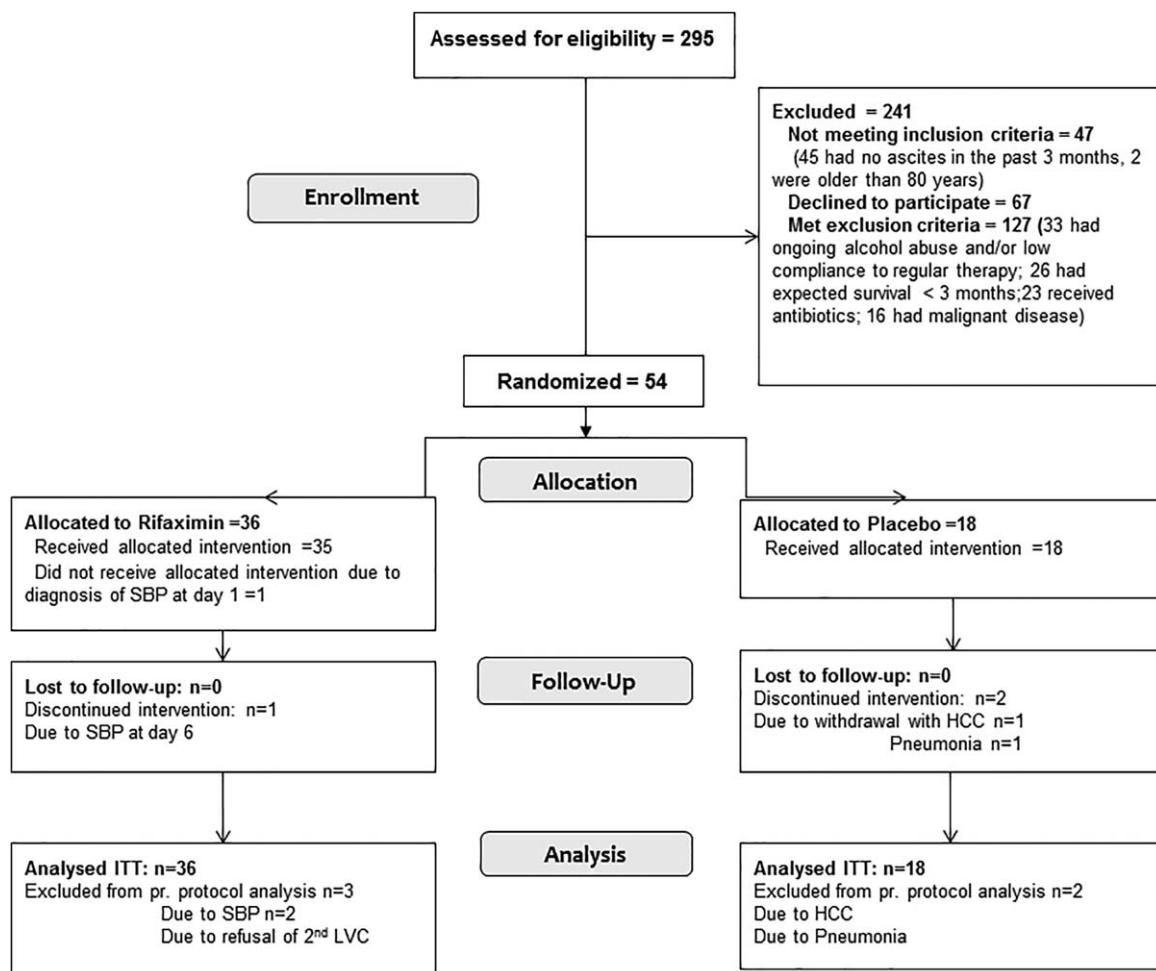 Assessed for eligibility = 295
Excluded = 241
Not meeting inclusion criteria = 47
(45 had no ascites in the past 3 months, 2
were older than 80 years)
Declined to participate = 67
Met exclusion criteria = 127 (33 had
ongoing alcohol abuse and/or low
compliance to regular therapy; 26 had
expected survival < 3 months;23 received
antibiotics; 16 had malignant disease)
Enrollment
Randomized = 54
Allocation
Allocated to Rifaximin =36
Received allocated intervention =35
Did not receive allocated intervention due to
diagnosis of SBP at day 1 =1
Allocated to Placebo =18
Received allocated intervention =18
Follow-Up
Lost to follow-up: n=0
Discontinued intervention: n=1
Due to SBP at day 6
Lost to follow-up: n=0
Discontinued intervention: n=2
Due to withdrawal with HCC n=1
Pneumonia n=1
Analysis
Analysed ITT: n=36
Excluded from pr. protocol analysis n=3
Due to SBP n=2
Due to refusal of 2nd LVC
Analysed ITT: n=18
Excluded from pr. protocol analysis n=2
Due to HCC
Due to Pneumonia